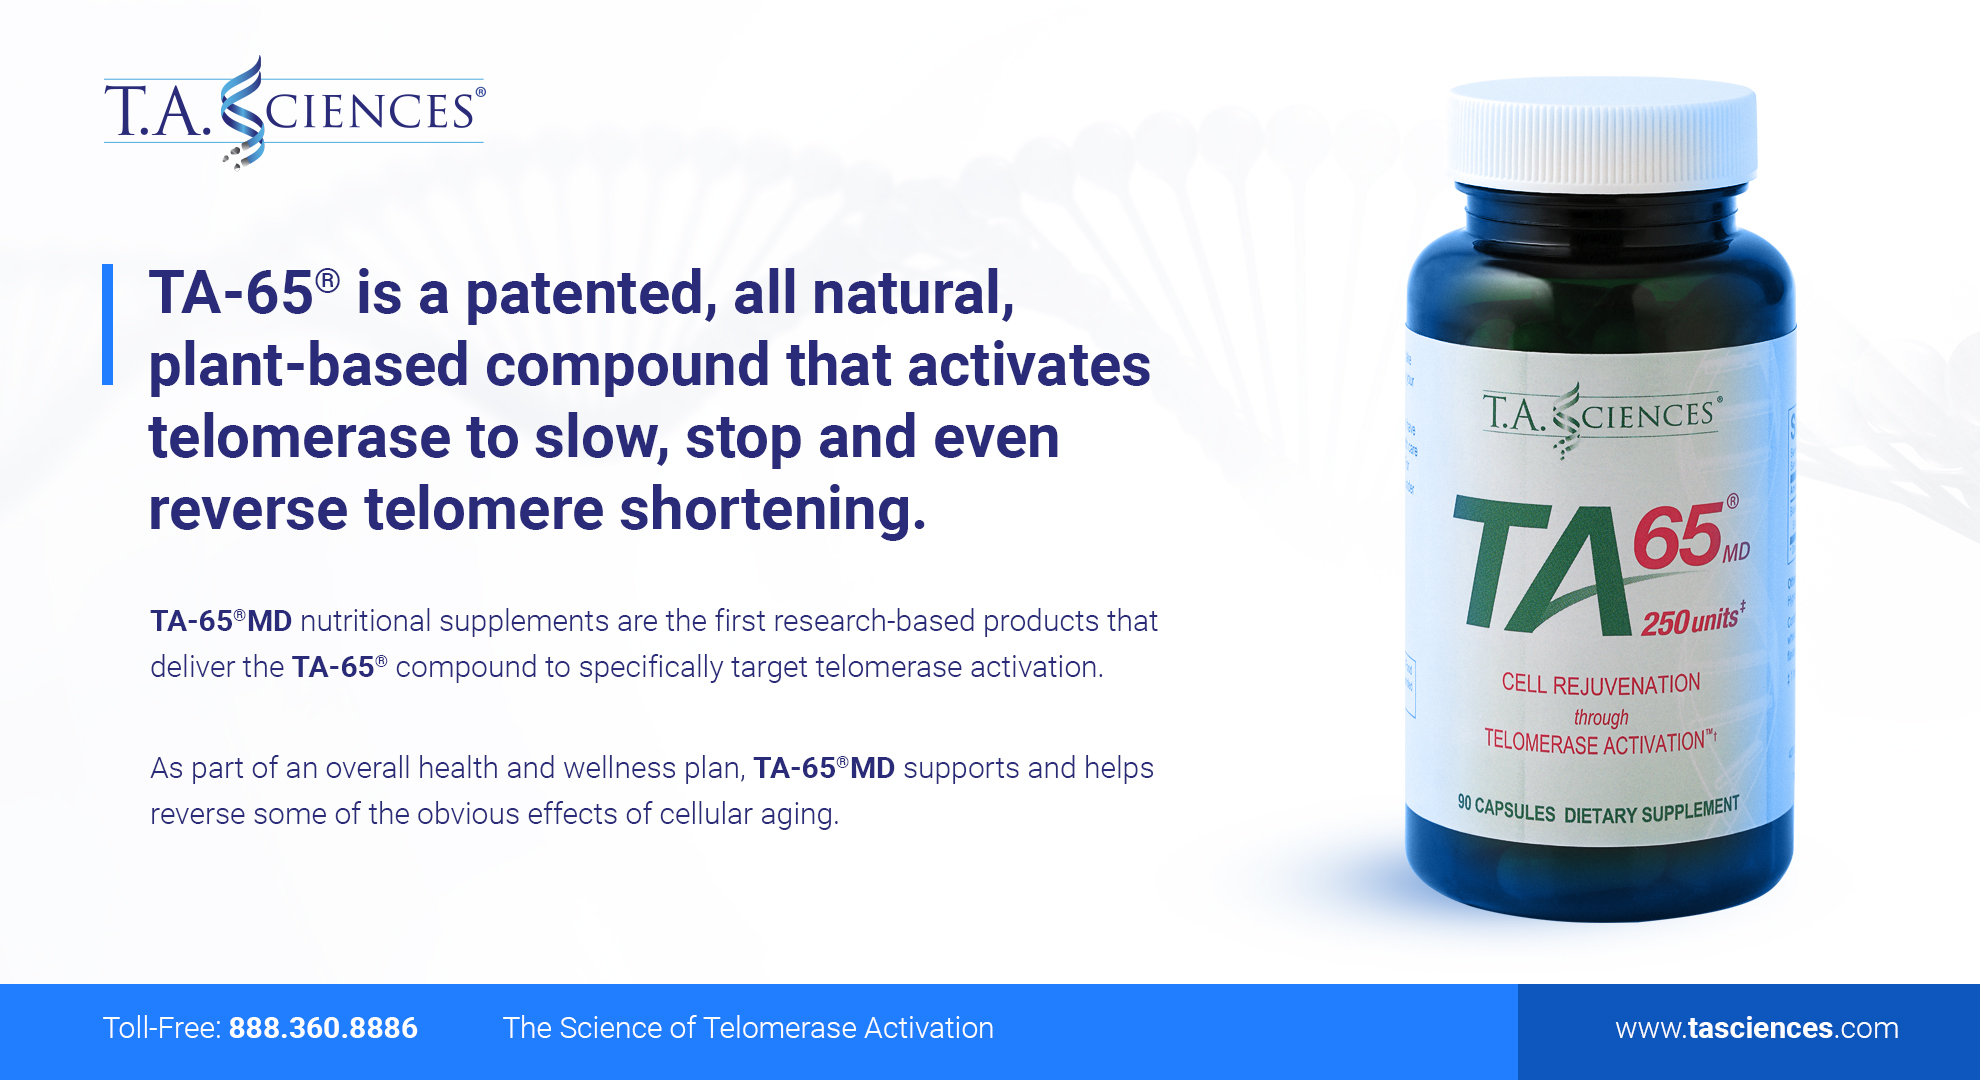 T.A. SCIENCES®
TA-65® is a patented, all natural,
plant-based compound that activates
telomerase to slow, stop and even
reverse telomere shortening.
TA-65®MD nutritional supplements are the first research-based products that
deliver the TA-65® compound to specifically target telomerase activation.
As part of an overall health and wellness plan, TA-65®MD supports and helps
reverse some of the obvious effects of cellular aging.
T.A. SCIENCES®
TA65®MD
250 units‡
CELL REJUVENATION
through
TELOMERASE ACTIVATION™†
90 CAPSULES DIETARY SUPPLEMENT
Toll-Free: 888.360.8886
The Science of Telomerase Activation
www.tasciences.com